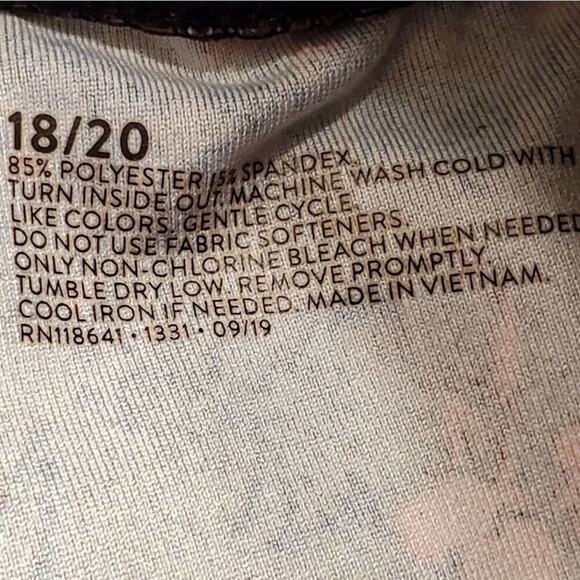 18/20
85% POLYESTER 15% SPANDEX.
TURN INSIDE OUT. MACHINE WASH COLD WITH
LIKE COLORS. GENTLE CYCLE.
DO NOT USE FABRIC SOFTENERS.
ONLY NON-CHLORINE BLEACH WHEN NEEDED
TUMBLE DRY LOW. REMOVE PROMPTLY.
COOL IRON IF NEEDED. MADE IN VIETNAM.
RN118641 • 1331 • 09/19